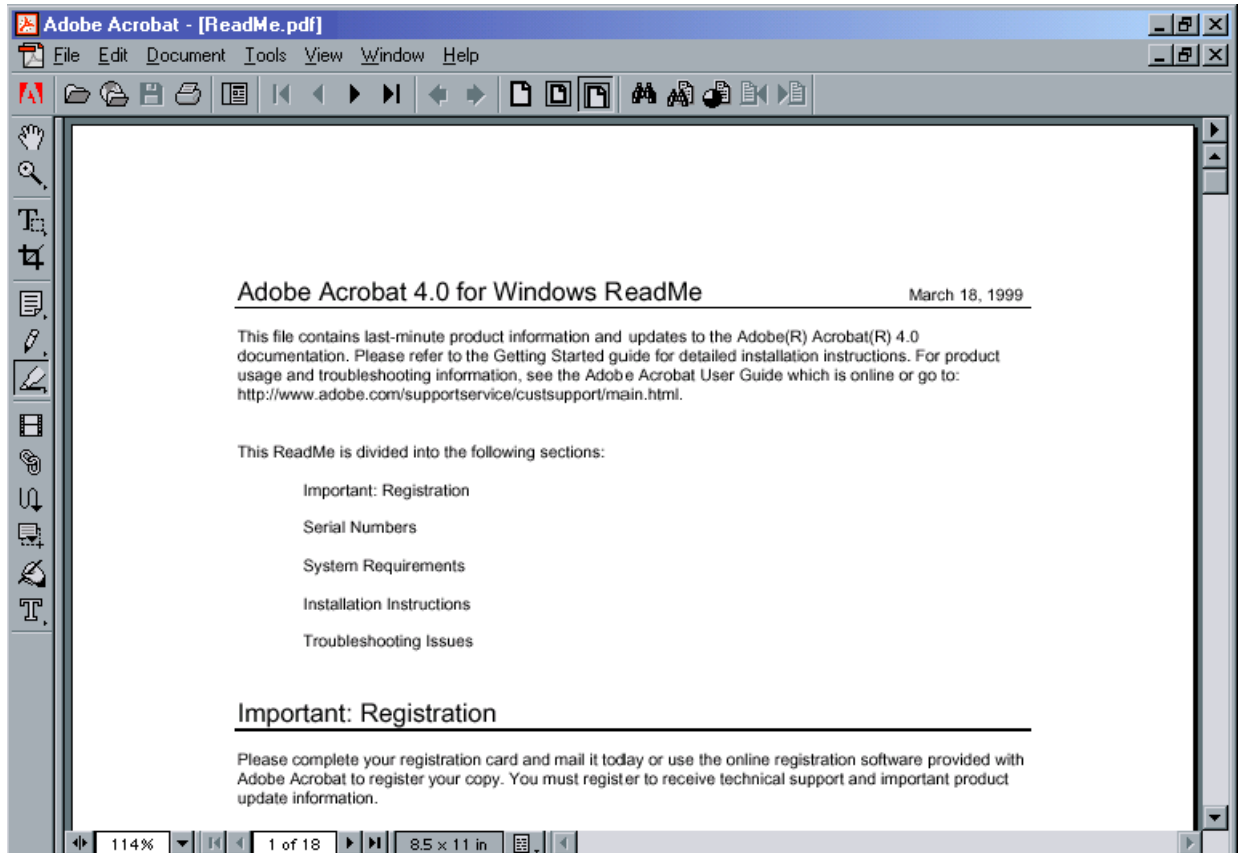 Adobe Acrobat - [ReadMe.pdf]
File Edit Document Tools View Window Help
Adobe Acrobat 4.0 for Windows ReadMe March 18, 1999
This file contains last-minute product information and updates to the Adobe(R) Acrobat(R) 4.0
documentation. Please refer to the Getting Started guide for detailed installation instructions. For product
usage and troubleshooting information, see the Adobe Acrobat User Guide which is online or go to:
http://www.adobe.com/supportservice/custsupport/main.html.
This ReadMe is divided into the following sections:
Important: Registration
Serial Numbers
System Requirements
Installation Instructions
Troubleshooting Issues
Important: Registration
Please complete your registration card and mail it today or use the online registration software provided with
Adobe Acrobat to register your copy. You must register to receive technical support and important product
update information.
114% 1 of 18 8.5 x 11 in